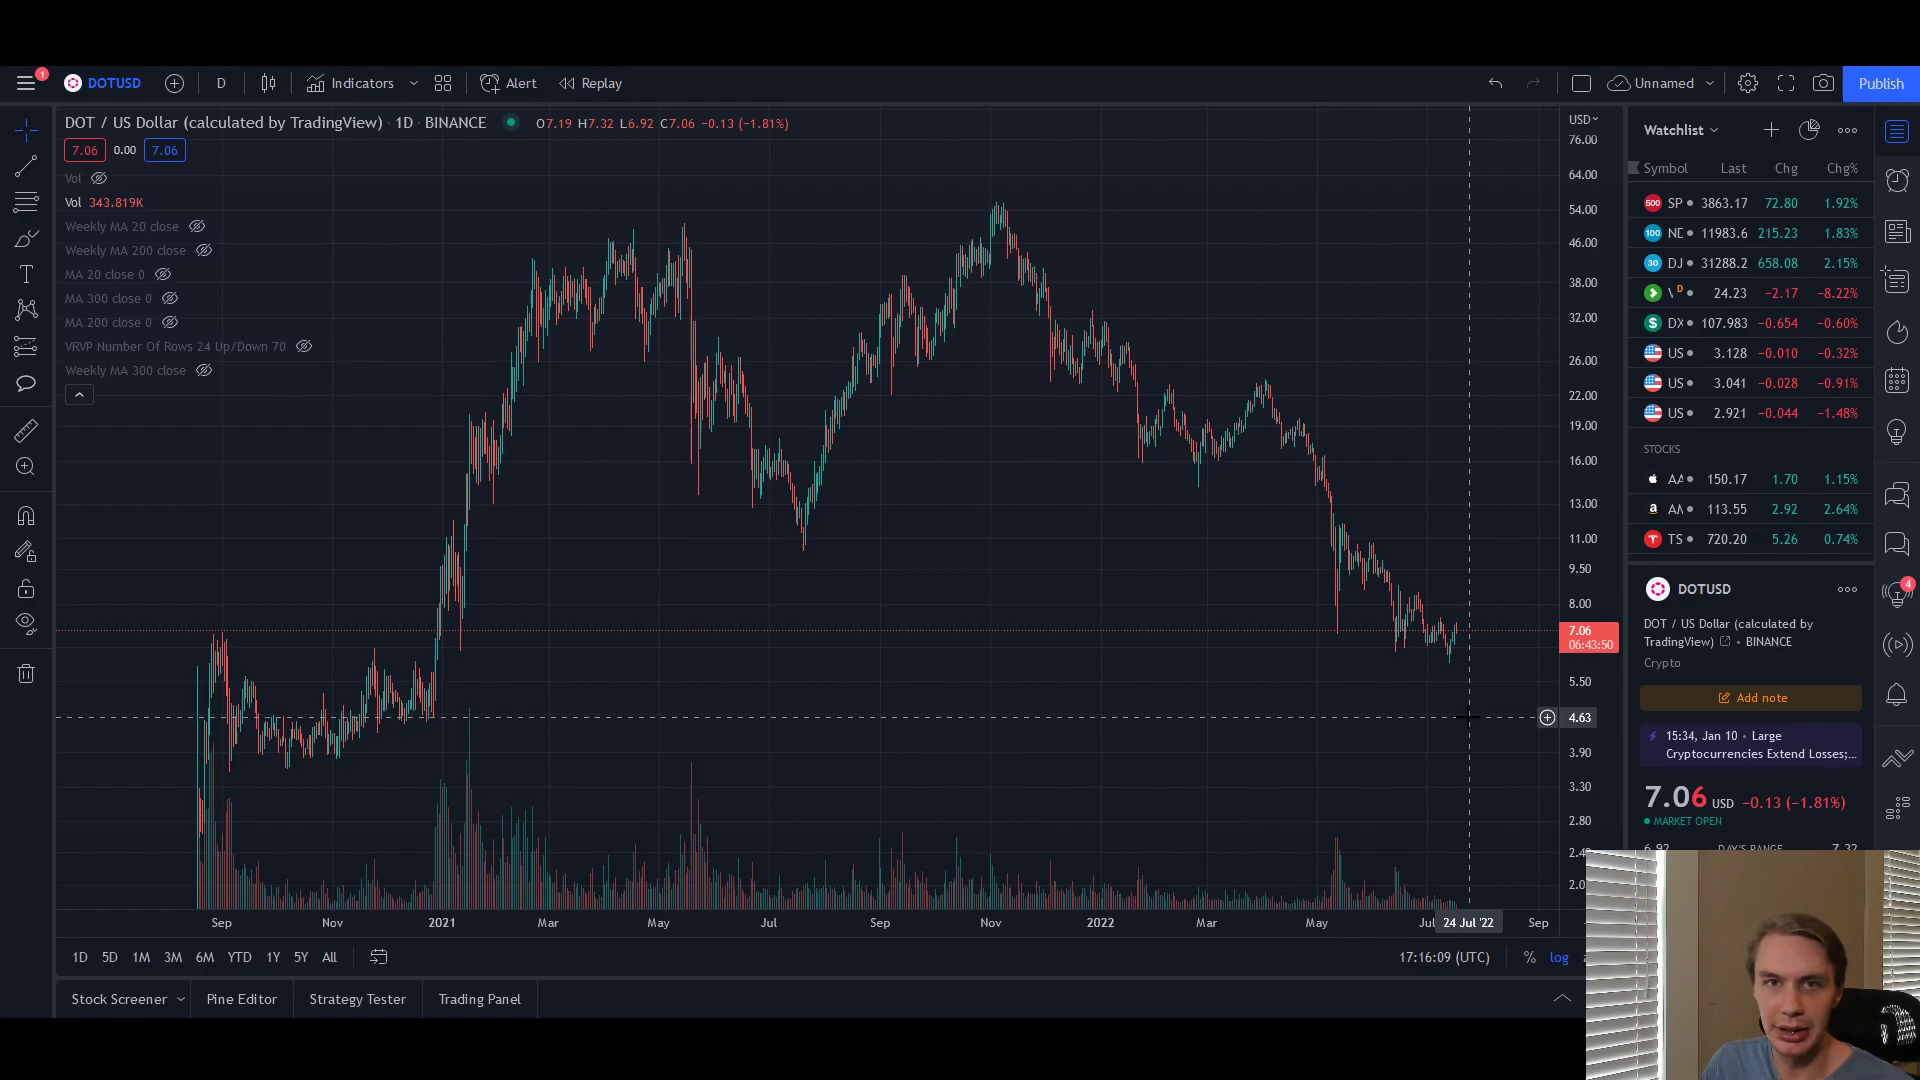 1
DOTUSD
D
Indicators
Alert
Replay
Unnamed
Publish
DOT / US Dollar (calculated by TradingView) · 1D · BINANCE
O7.19 H7.32 L6.92 C7.06 −0.13 (−1.81%)
7.06 0.00 7.06
Vol
Vol 343.819K
Weekly MA 20 close
Weekly MA 200 close
MA 20 close 0
MA 300 close 0
MA 200 close 0
VRVP Number Of Rows 24 Up/Down 70
Weekly MA 300 close
USD
76.00
64.00
54.00
46.00
38.00
32.00
26.00
22.00
19.00
16.00
13.00
11.00
9.50
8.00
7.06
06:43:50
5.50
4.63
3.90
3.30
2.80
Sep Nov 2021 Mar May Jul Sep Nov 2022 Mar May Jul 24 Jul '22 Sep
1D 5D 1M 3M 6M YTD 1Y 5Y All
17:16:09 (UTC) % log
Stock Screener Pine Editor Strategy Tester Trading Panel
Watchlist
Symbol Last Chg Chg%
500 SP 3863.17 72.80 1.92%
100 11983.6 215.23 1.83%
30 DJ 31288.2 658.08 2.15%
D 24.23 −2.17 −8.22%
DX 107.983 −0.654 −0.60%
US 3.128 −0.010 −0.32%
US 3.041 −0.028 −0.91%
US 2.921 −0.044 −1.48%
STOCKS
150.17 1.70 1.15%
113.55 2.92 2.64%
TS 720.20 5.26 0.74%
DOTUSD
DOT / US Dollar (calculated by
TradingView) • BINANCE
Crypto
Add note
15:34, Jan 10 • Large
Cryptocurrencies Extend Losses;...
7.06 USD −0.13 (−1.81%)
MARKET OPEN
6.92 DAY'S RANGE 7.32
4